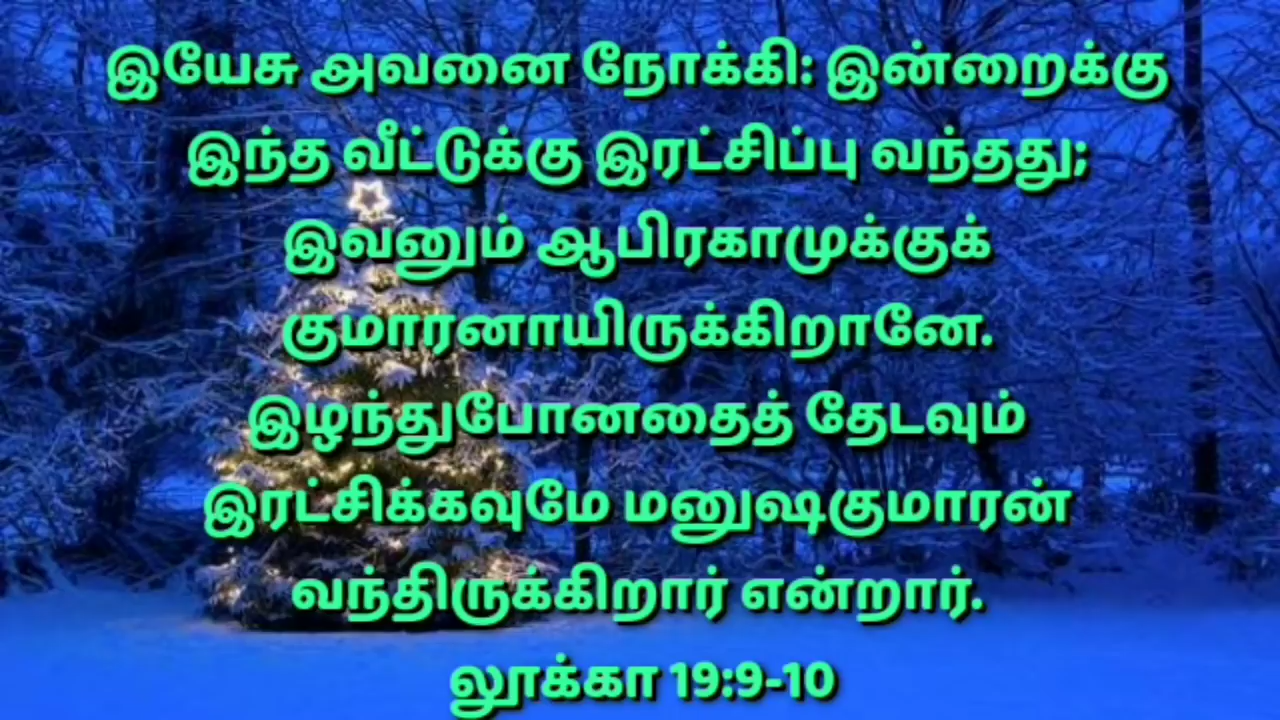 இயேசு அவனை நோக்கி: இன்றைக்கு
இந்த வீட்டுக்கு இரட்சிப்பு வந்தது;
இவனும் ஆபிரகாமுக்குக்
குமாரனாயிருக்கிறானே.
இழந்துபோனதைத் தேடவும்
இரட்சிக்கவுமே மனுஷகுமாரன்
வந்திருக்கிறார் என்றார்.
லூக்கா 19:9-10